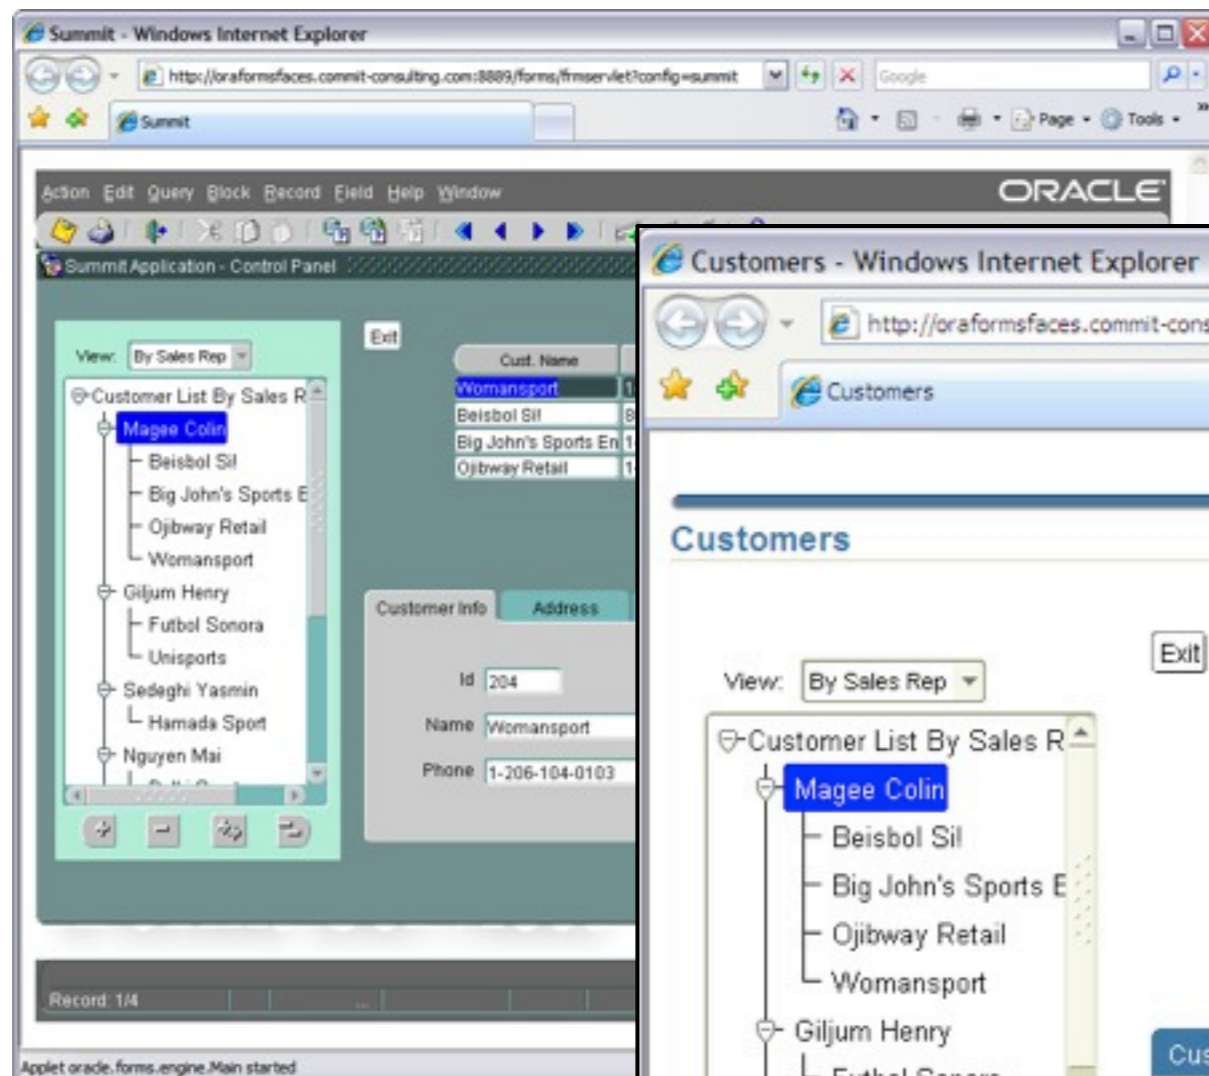 Summit - Windows Internet Explorer
http://oraformsfaces.commit-consulting.com:8889/forms/frmservlet?config=summit
Google
Summit
Page
Tools
Action Edit Query Block Record Field Help Window
ORACLE
Summit Application - Control Panel
Exit
View: By Sales Rep
Cust. Name
Customer List By Sales R
Magee Colin
Beisbol Si!
Big John's Sports E
Ojibway Retail
Womansport
Giljum Henry
Futbol Sonora
Unisports
Sedeghi Yasmin
Hamada Sport
Nguyen Mai
Womansport
Beisbol Si!
Big John's Sports En
Ojibway Retail
Customer Info
Address
Id 204
Name Womansport
Phone 1-206-104-0103
Record: 1/4
...
Applet oracle.forms.engine.Main started
Customers - Windows Internet Explorer
http://oraformsfaces.commit-cons
Customers
Customers
Exit
View: By Sales Rep
Customer List By Sales R
Magee Colin
Beisbol Si!
Big John's Sports E
Ojibway Retail
Womansport
Giljum Henry
Futbol Sonora
Cus